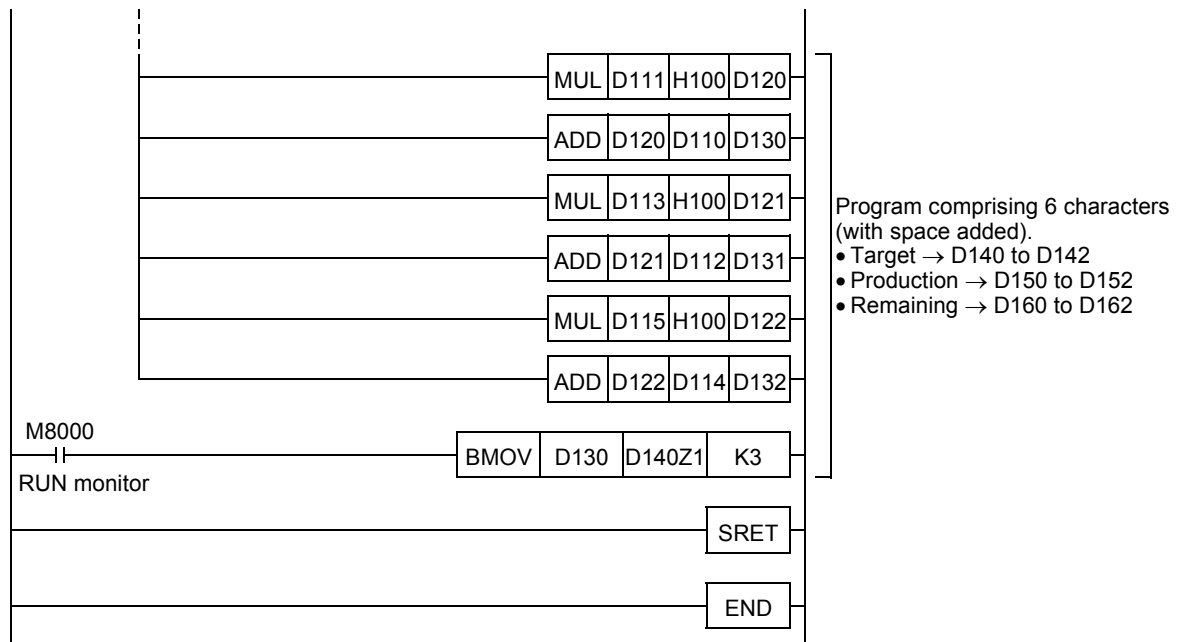 MUL D111 H100 D120
ADD D120 D110 D130
MUL D113 H100 D121
ADD D121 D112 D131
MUL D115 H100 D122
ADD D122 D114 D132
Program comprising 6 characters
(with space added).
• Target → D140 to D142
• Production → D150 to D152
• Remaining → D160 to D162
M8000
BMOV D130 D140Z1 K3
RUN monitor
SRET
END